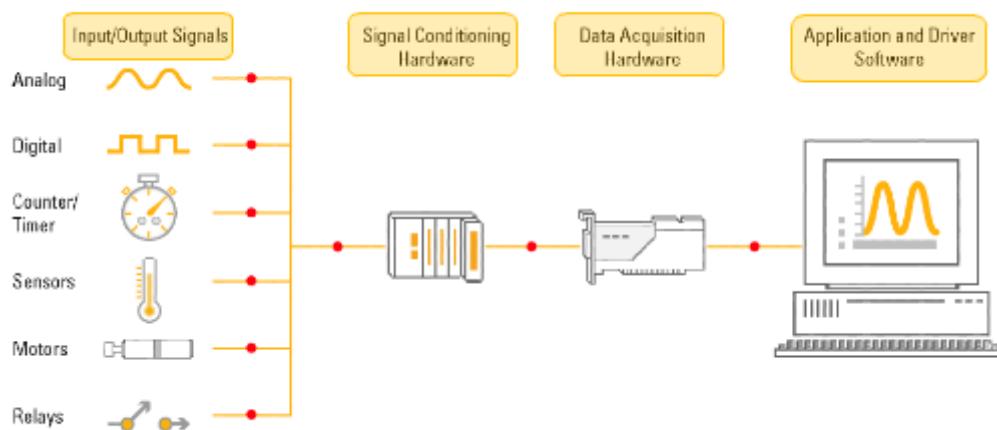 Input/Output Signals
Signal Conditioning
Hardware
Data Acquisition
Hardware
Application and Driver
Software
Analog
Digital
Counter/
Timer
Sensors
Motors
Relays